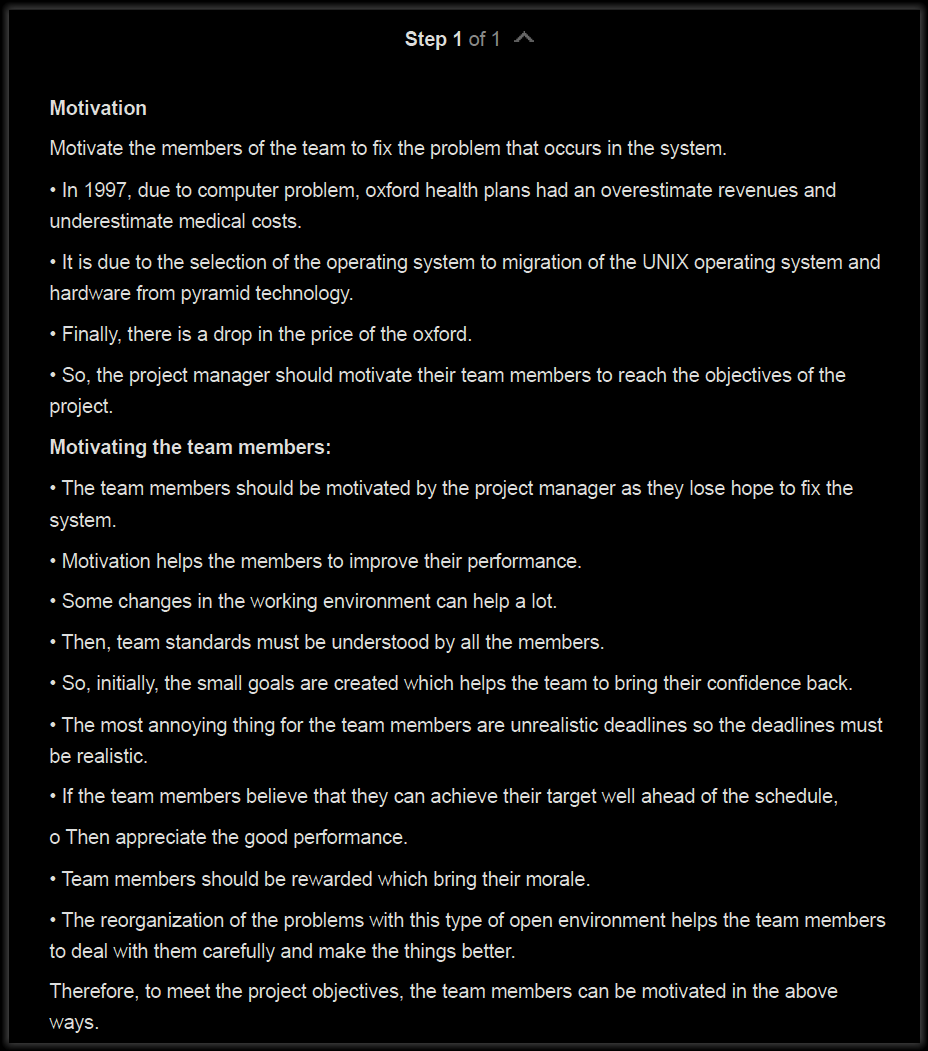 Step 1 of 1
Motivation
Motivate the members of the team to fix the problem that occurs in the system.
• In 1997, due to computer problem, oxford health plans had an overestimate revenues and
underestimate medical costs.
• It is due to the selection of the operating system to migration of the UNIX operating system and
hardware from pyramid technology.
• Finally, there is a drop in the price of the oxford.
• So, the project manager should motivate their team members to reach the objectives of the
project.
Motivating the team members:
• The team members should be motivated by the project manager as they lose hope to fix the
system.
• Motivation helps the members to improve their performance.
• Some changes in the working environment can help a lot.
• Then, team standards must be understood by all the members.
• So, initially, the small goals are created which helps the team to bring their confidence back.
• The most annoying thing for the team members are unrealistic deadlines so the deadlines must
be realistic.
• If the team members believe that they can achieve their target well ahead of the schedule,
o Then appreciate the good performance.
• Team members should be rewarded which bring their morale.
• The reorganization of the problems with this type of open environment helps the team members
to deal with them carefully and make the things better.
Therefore, to meet the project objectives, the team members can be motivated in the above
ways.